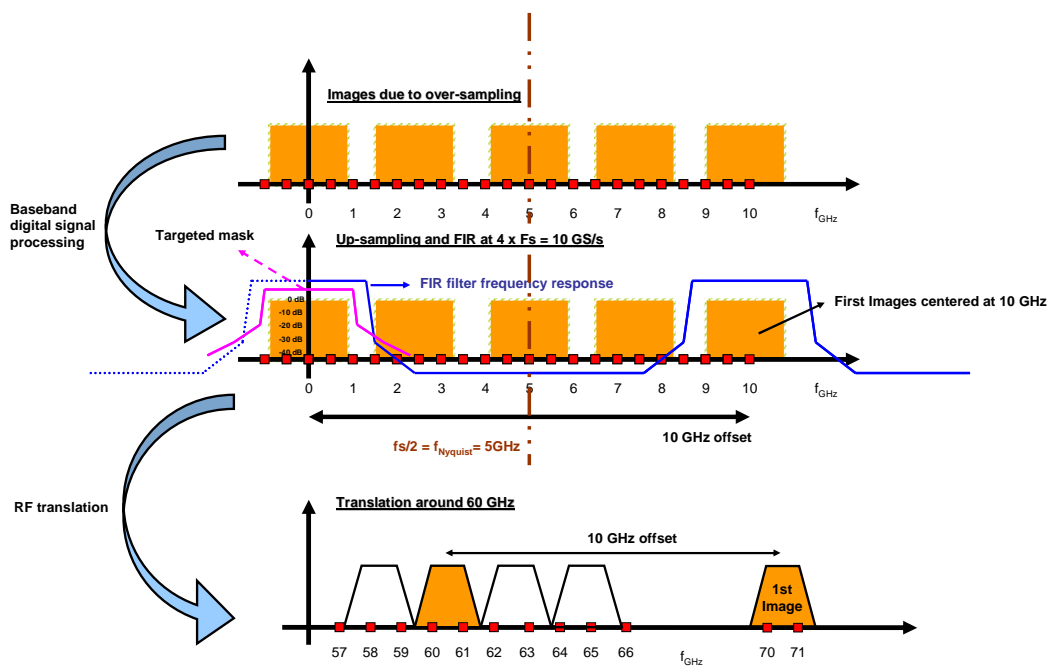 Images due to over-sampling
0 1 2 3 4 5 6 7 8 9 10 fGHz
Baseband
digital signal
processing
Targeted mask
Up-sampling and FIR at 4 x Fs = 10 GS/s
FIR filter frequency response
First Images centered at 10 GHz
0 dB
-10 dB
-20 dB
-30 dB
-40 dB
0 1 2 3 4 5 6 7 8 9 10 fGHz
10 GHz offset
fs/2 = fNyquist= 5GHz
RF translation
Translation around 60 GHz
10 GHz offset
1st
Image
57 58 59 60 61 62 63 64 65 66 fGHz 70 71